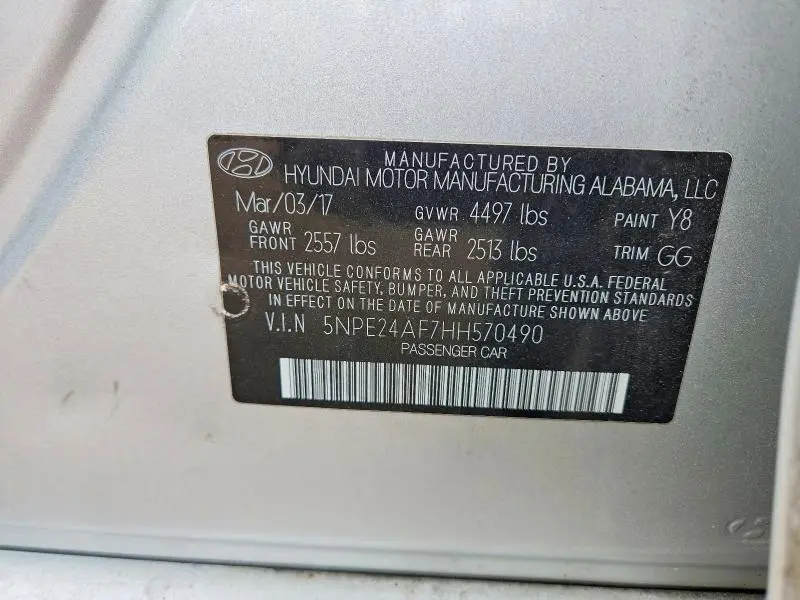 MANUFACTURED BY
HYUNDAI MOTOR MANUFACTURING ALABAMA, LLC
Mar/03/17 GVWR 4497 lbs PAINT Y8
GAWR FRONT 2557 lbs GAWR REAR 2513 lbs TRIM GG
THIS VEHICLE CONFORMS TO ALL APPLICABLE U.S.A. FEDERAL
MOTOR VEHICLE SAFETY, BUMPER, AND THEFT PREVENTION STANDARDS
IN EFFECT ON THE DATE OF MANUFACTURE SHOWN ABOVE
V.I.N 5NPE24AF7HH570490
PASSENGER CAR